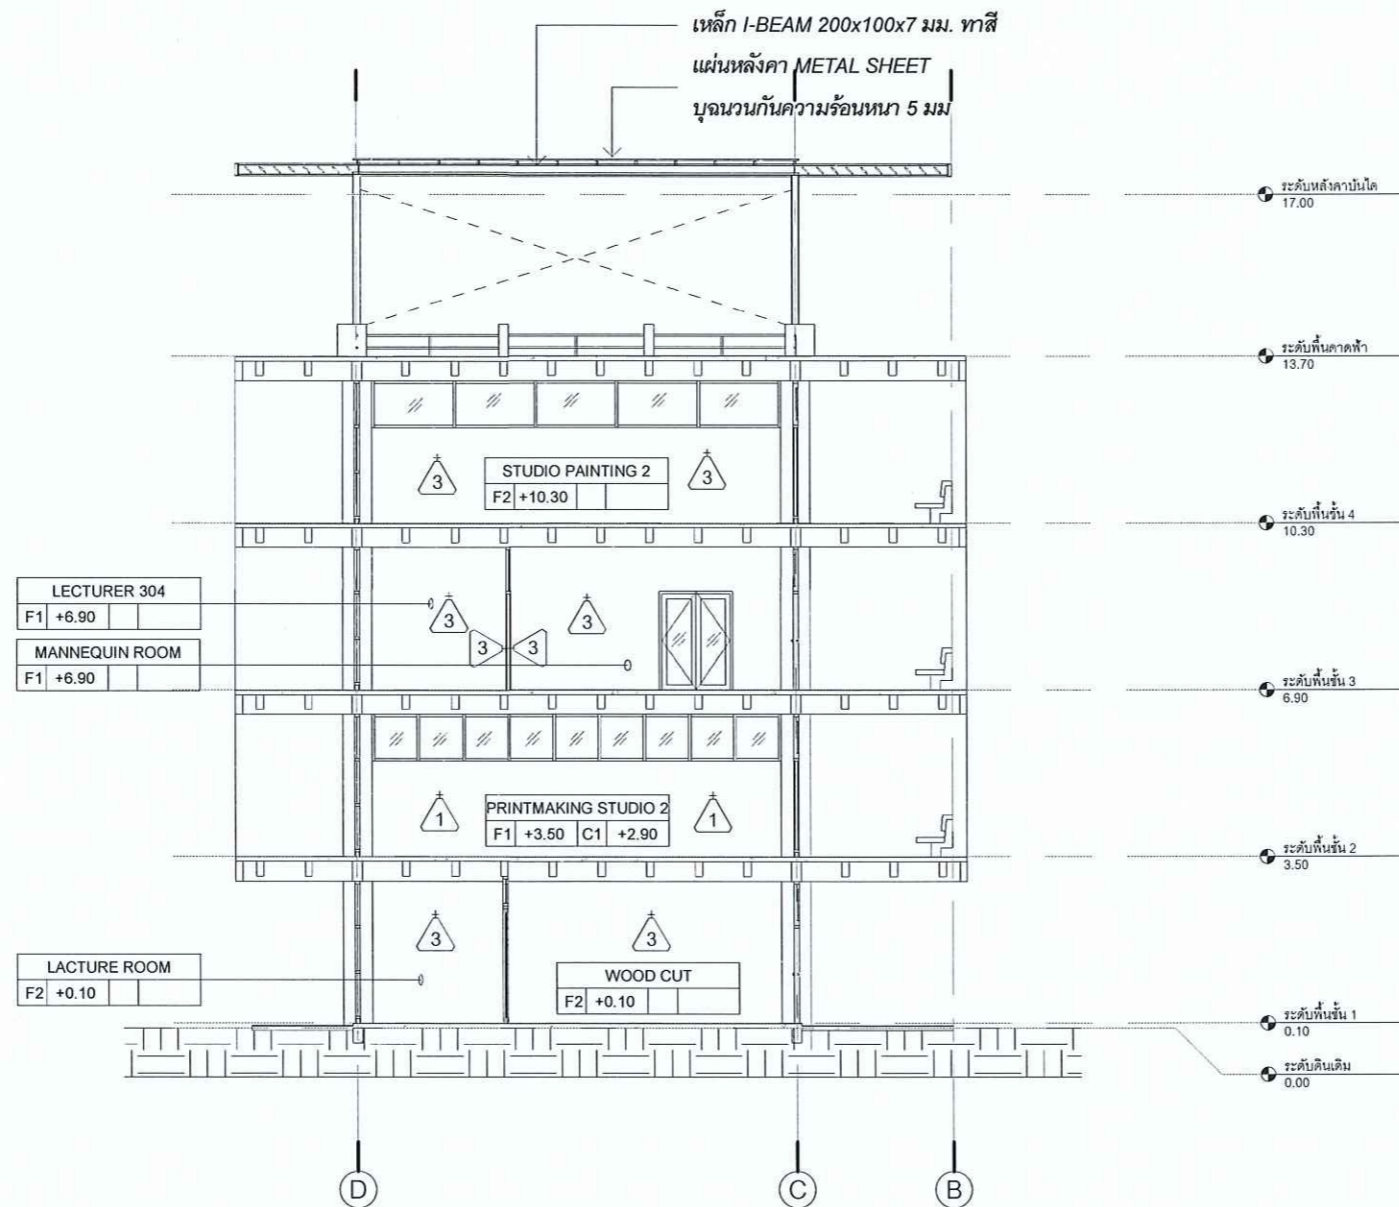 เหล็ก I-BEAM 200x100x7 มม. ทาสี
แผ่นหลังคา METAL SHEET
บุฉนวนกันความร้อนหนา 5 มม
ระดับหลังคาบันได
17.00
ระดับพื้นดาดฟ้า
13.70
3
STUDIO PAINTING 2
F2 +10.30
3
ระดับพื้นชั้น 4
10.30
LECTURER 304
F1 +6.90
3
3
3
3
MANNEQUIN ROOM
F1 +6.90
ระดับพื้นชั้น 3
6.90
1
PRINTMAKING STUDIO 2
F1 +3.50 C1 +2.90
1
ระดับพื้นชั้น 2
3.50
3
3
LACTURE ROOM
F2 +0.10
WOOD CUT
F2 +0.10
ระดับพื้นชั้น 1
0.10
ระดับดินเดิม
0.00
D
C
B